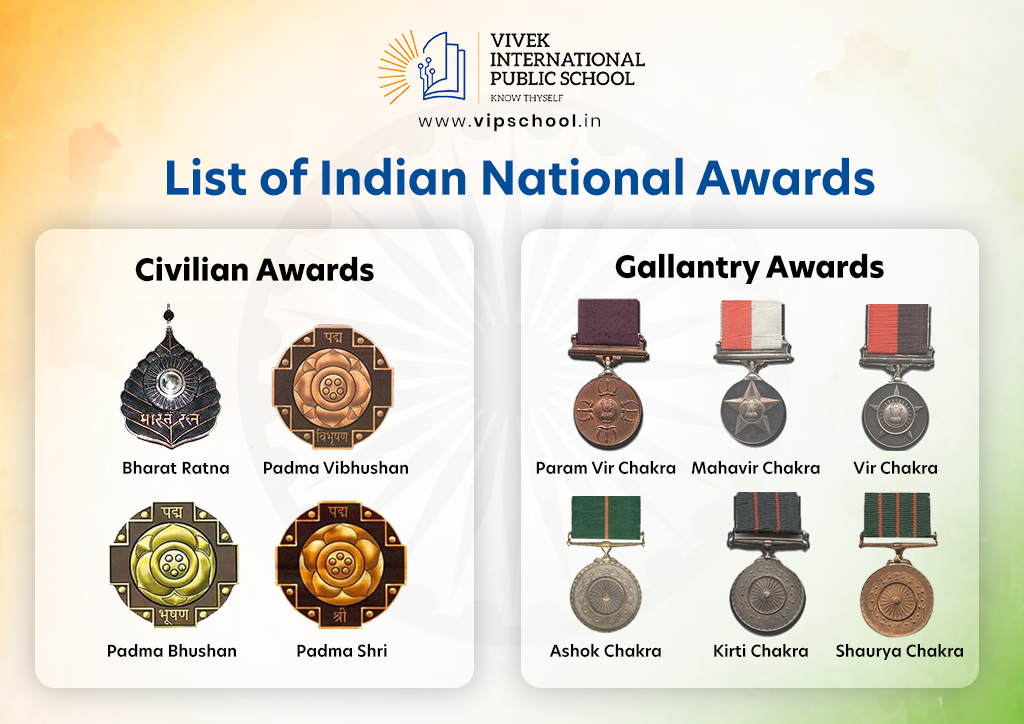 VIVEK
INTERNATIONAL
PUBLIC SCHOOL
KNOW THYSELF
www.vipschool.in
List of Indian National Awards
Civilian Awards
भारत रत्न
Bharat Ratna
पद्म
विभूषण
Padma Vibhushan
पद्म
भूषण
Padma Bhushan
पद्म
श्री
Padma Shri
Gallantry Awards
Param Vir Chakra
Mahavir Chakra
Vir Chakra
Ashok Chakra
Kirti Chakra
Shaurya Chakra